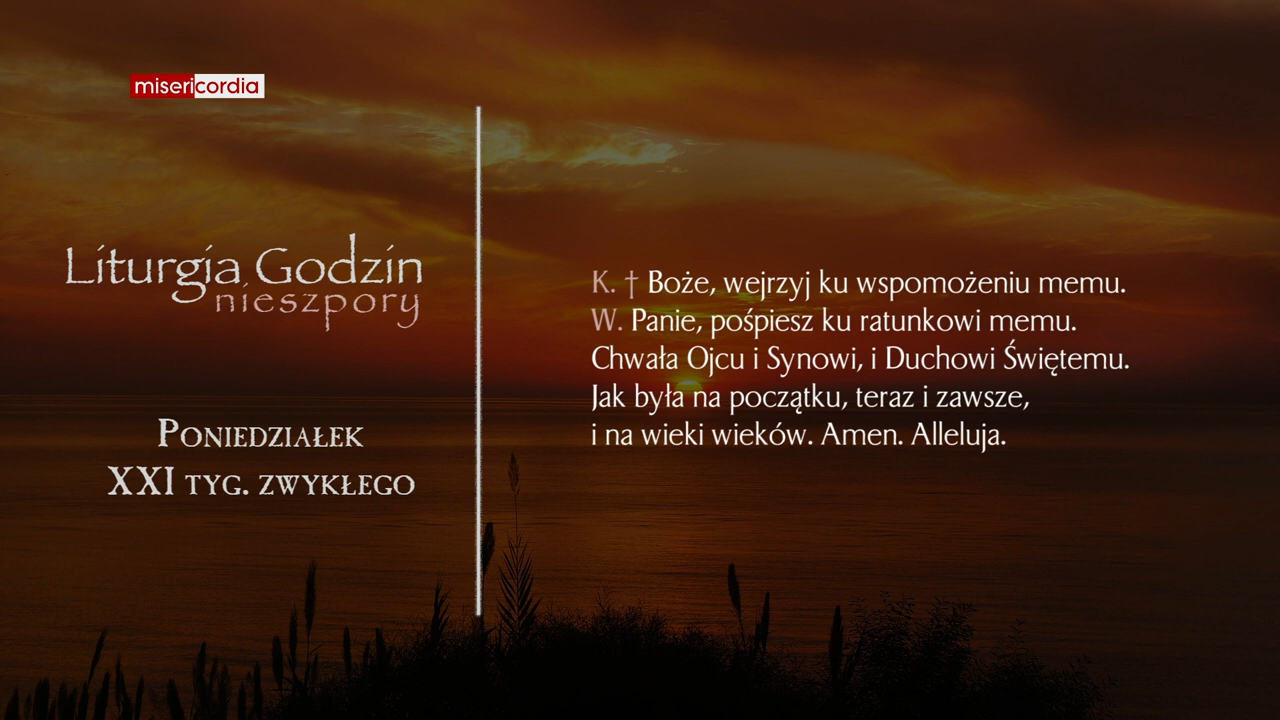 misericordia
Liturgia Godzin
nieszpory
Poniedziałek
XXI tyg. zwykłego
K. † Boże, wejrzyj ku wspomożeniu memu.
W. Panie, pośpiesz ku ratunkowi memu.
Chwała Ojcu i Synowi, i Duchowi Świętemu.
Jak była na początku, teraz i zawsze,
i na wieki wieków. Amen. Alleluja.